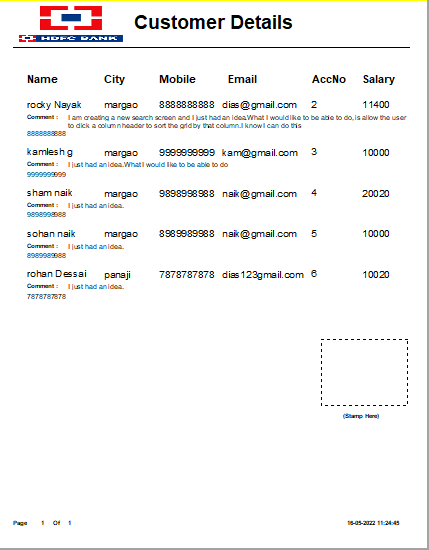 HDFC BANK
Customer Details
Name City Mobile Email AccNo Salary
rocky Nayak margao 8888888888 dias@gmail.com 2 11400
Comment : I am creating a new search screen and I just had an idea.What I would like to be able to do, is allow the user
to click a column header to sort the grid by that column.I know I can do this
8888888888
kamlesh g margao 9999999999 kam@gmail.com 3 10000
Comment : I just had an idea.What I would like to be able to do
9999999999
sham naik margao 9898998988 naik@gmail.com 4 20020
Comment : I just had an idea.
9898998988
sohan naik margao 8989989988 naik@gmail.com 5 10000
Comment : I just had an idea.
8989989988
rohan Dessai panaji 7878787878 dias123gmail.com 6 10020
Comment : I just had an idea.
7878787878
(Stamp Here)
Page 1 Of 1 16-05-2022 11:24:45